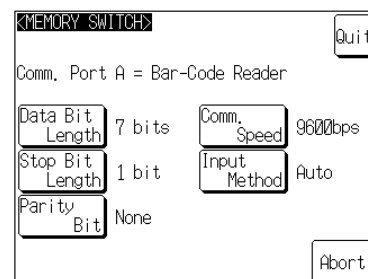 <MEMORY SWITCH>
Quit
Comm. Port A = Bar-Code Reader
Data Bit
Length
7 bits
Comm.
Speed
9600bps
Stop Bit
Length
1 bit
Input
Method
Auto
Parity
Bit
None
Abort